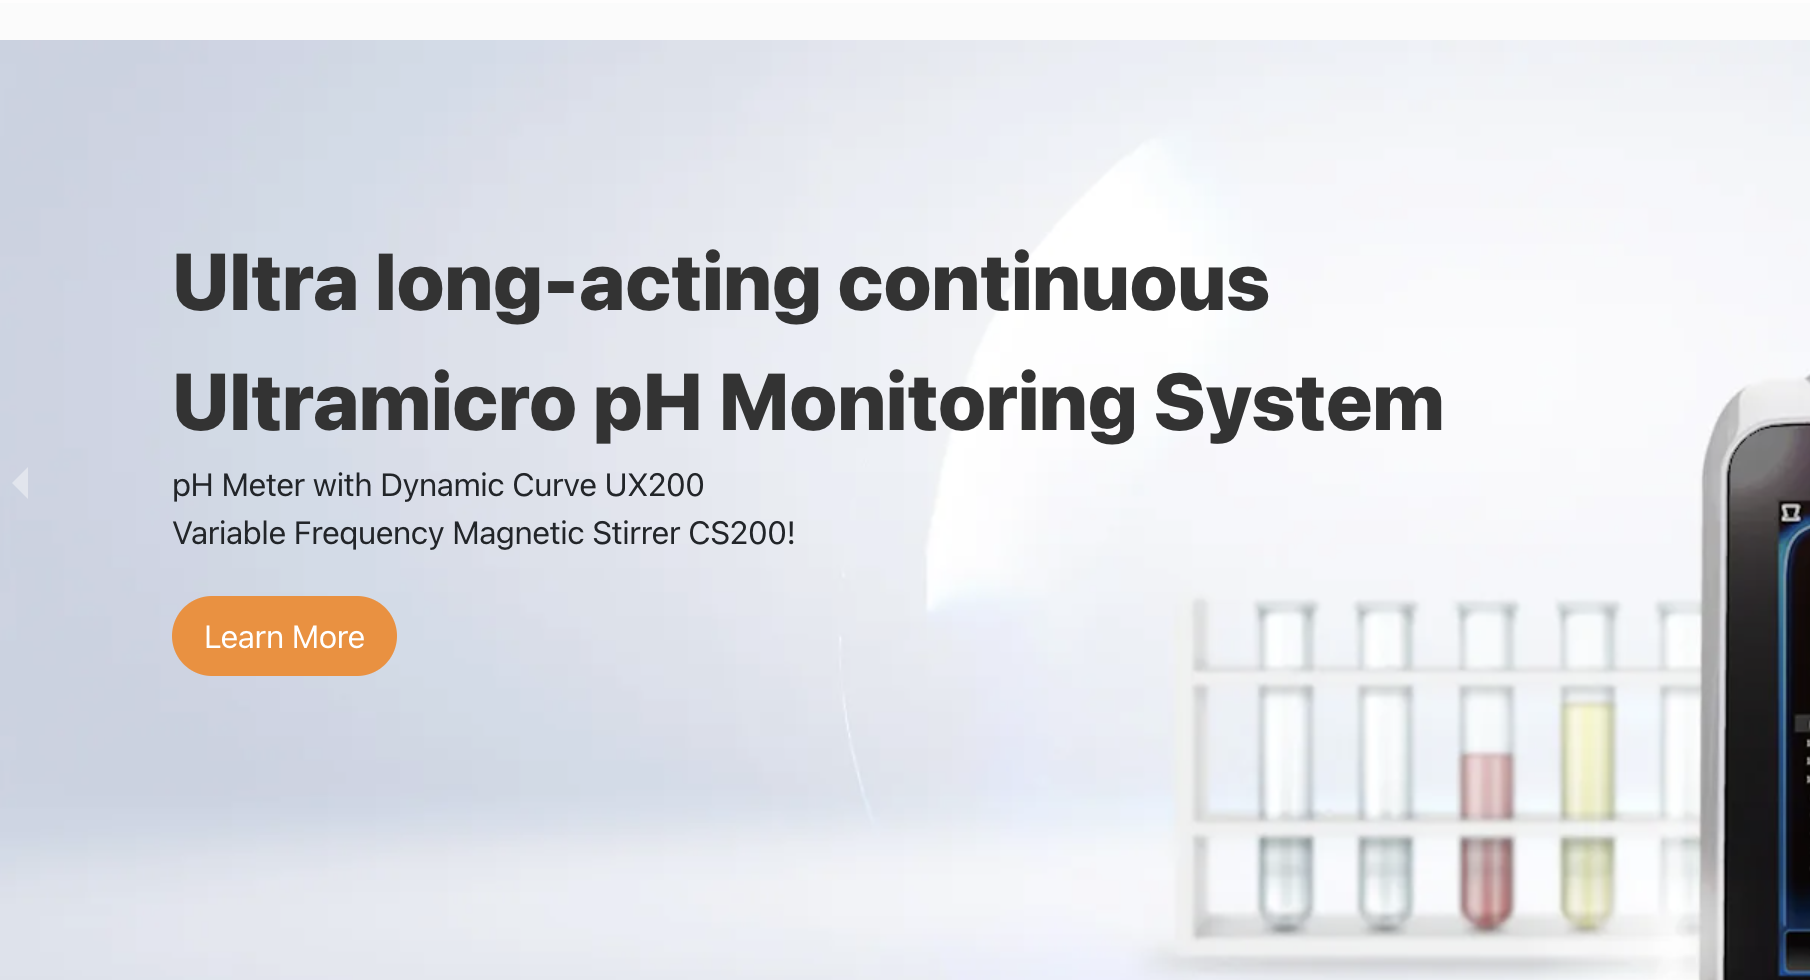 Ultra long-acting continuous
Ultramicro pH Monitoring System
pH Meter with Dynamic Curve UX200
Variable Frequency Magnetic Stirrer CS200!
Learn More